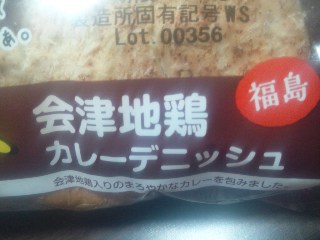 製造所固有記号WS
Lot.00356
あ。
福島
会津地鶏
カレーデニッシュ
会津地鶏入りのまろやかなカレーを包みました。